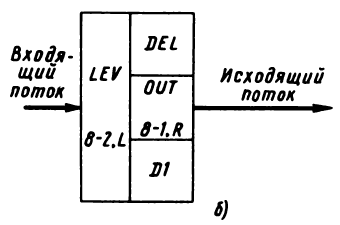 Входя-
щий
поток
LEV
8-2.L
DEL
OUT
8-1.R
D1
Исходящий
поток
б)